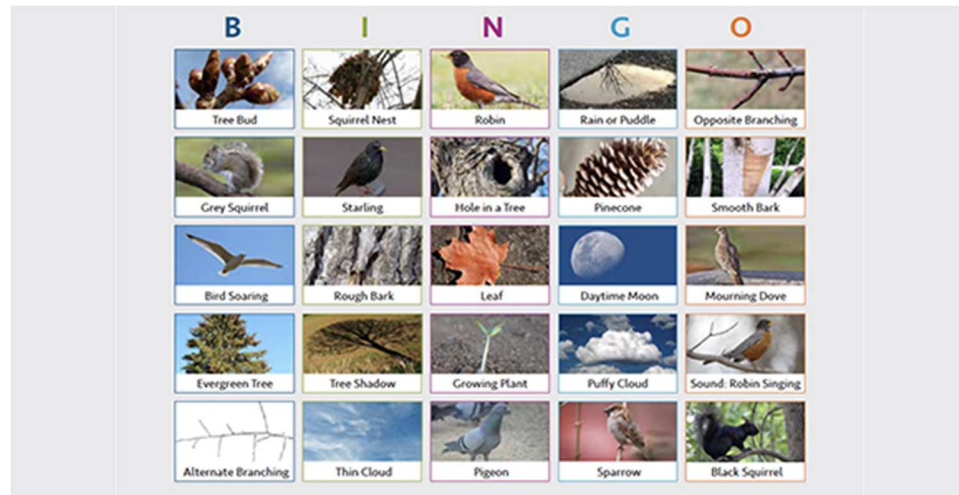 B I N G O
Tree Bud Squirrel Nest Robin Rain or Puddle Opposite Branching
Grey Squirrel Starling Hole in a Tree Pinecone Smooth Bark
Bird Soaring Rough Bark Leaf Daytime Moon Mourning Dove
Evergreen Tree Tree Shadow Growing Plant Puffy Cloud Sound: Robin Singing
Alternate Branching Thin Cloud Pigeon Sparrow Black Squirrel